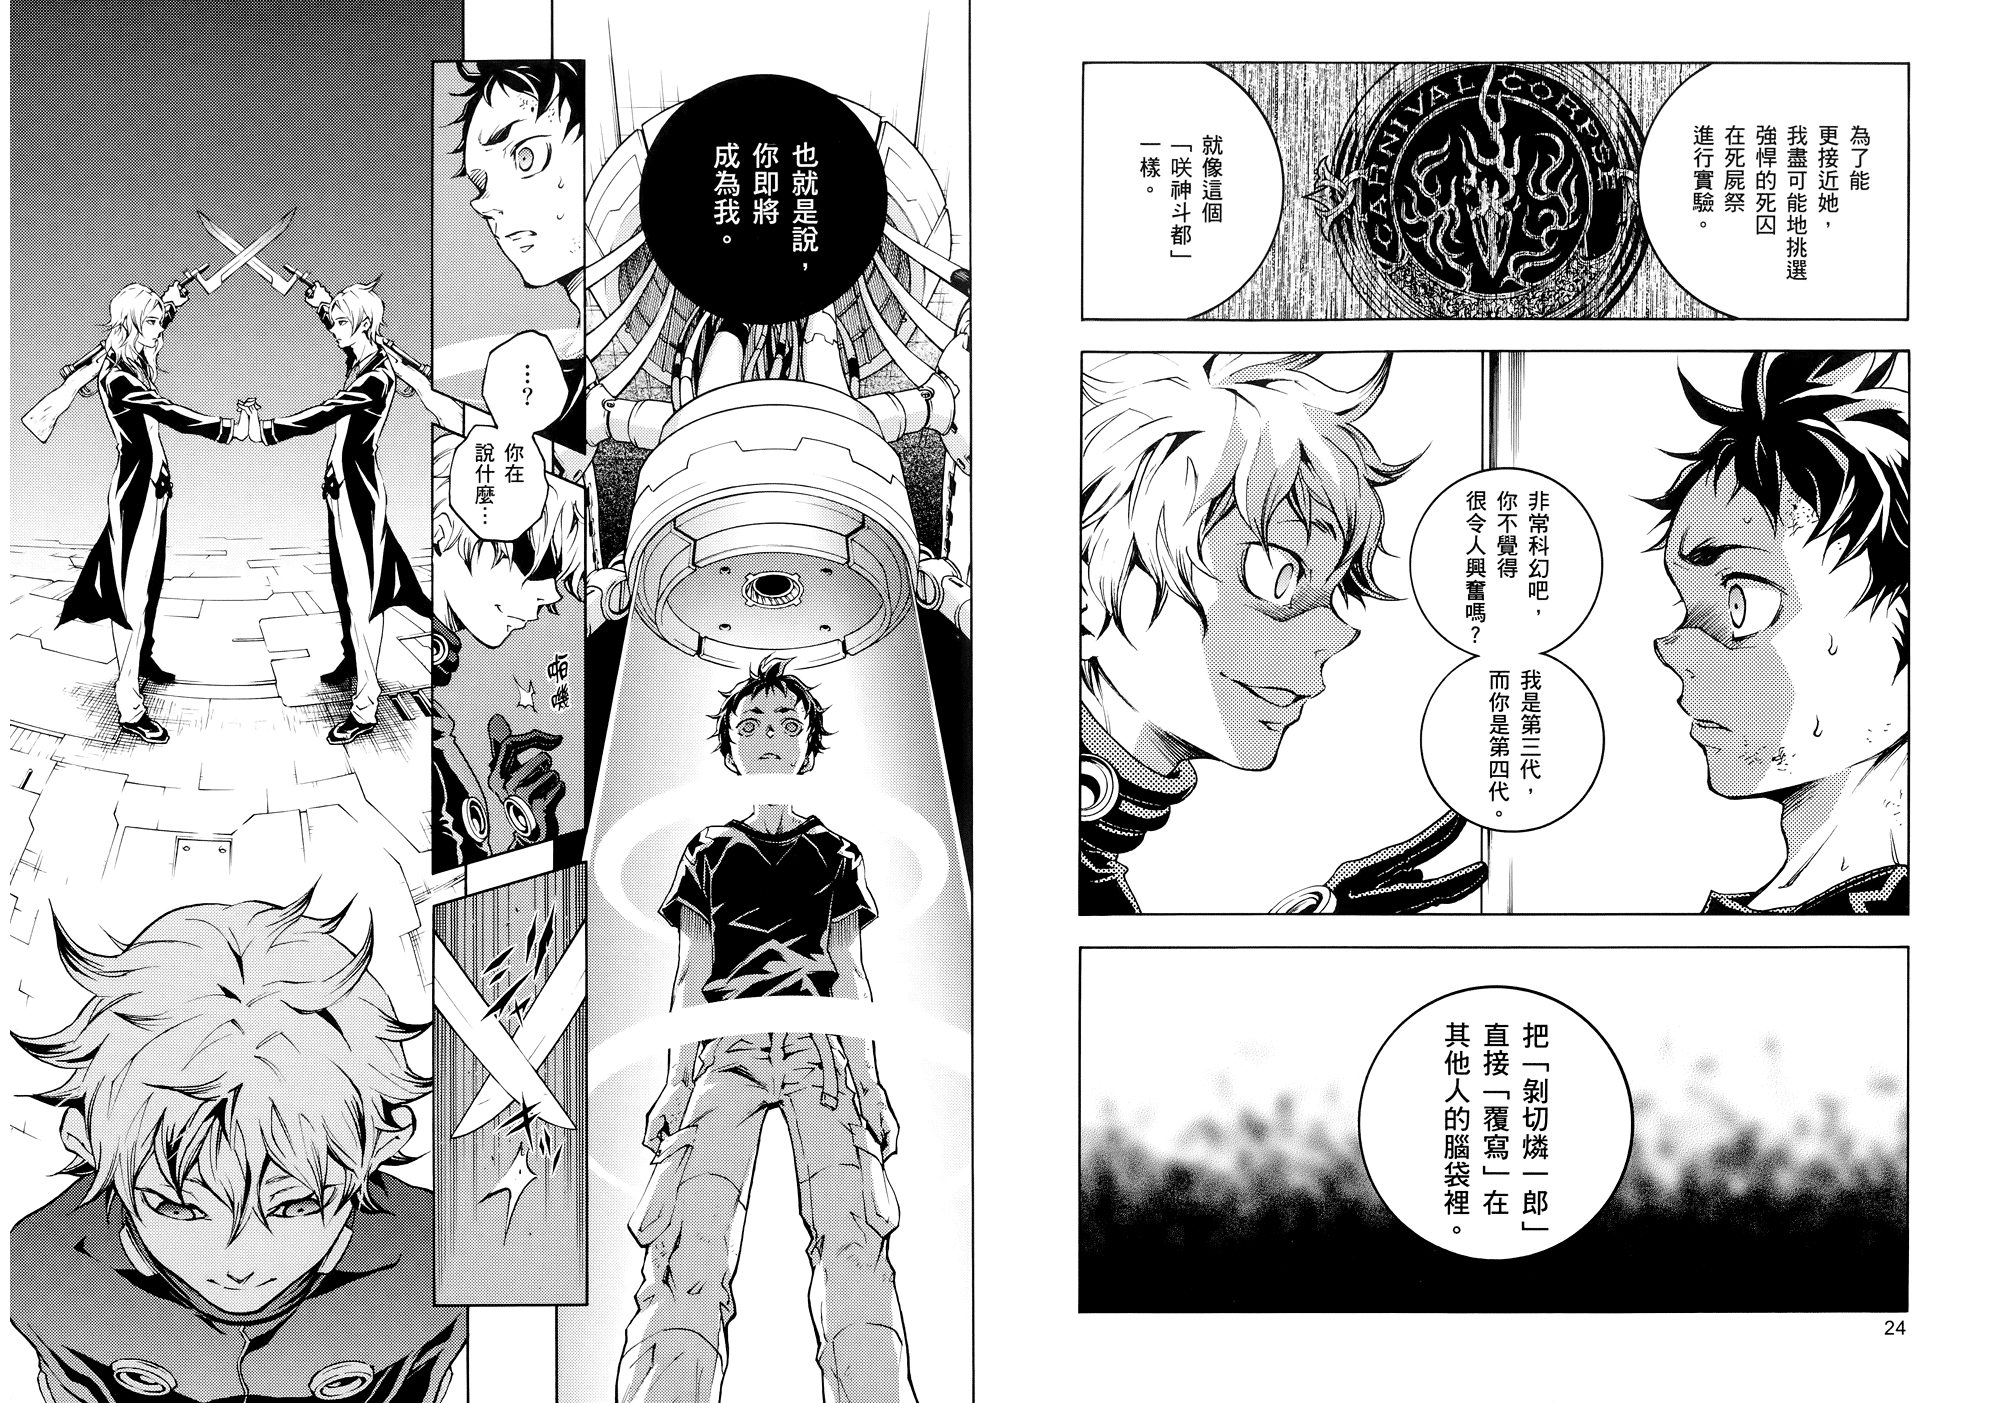 為了能
更接近她，
我盡可能地挑選
強悍的死囚
在死屍祭
進行實驗。
CARNIVAL CORPSE
就像這個
「咲神斗都」
一樣。
非常科幻吧，
你不覺得
很令人興奮嗎？
我是第三代，
而你是第四代。
把「剝切燐一郎」
直接「覆寫」在
其他人的腦袋裡。
24
也就是說，
你即將
成為我。
…？
你在
說什麼…
啪嘰